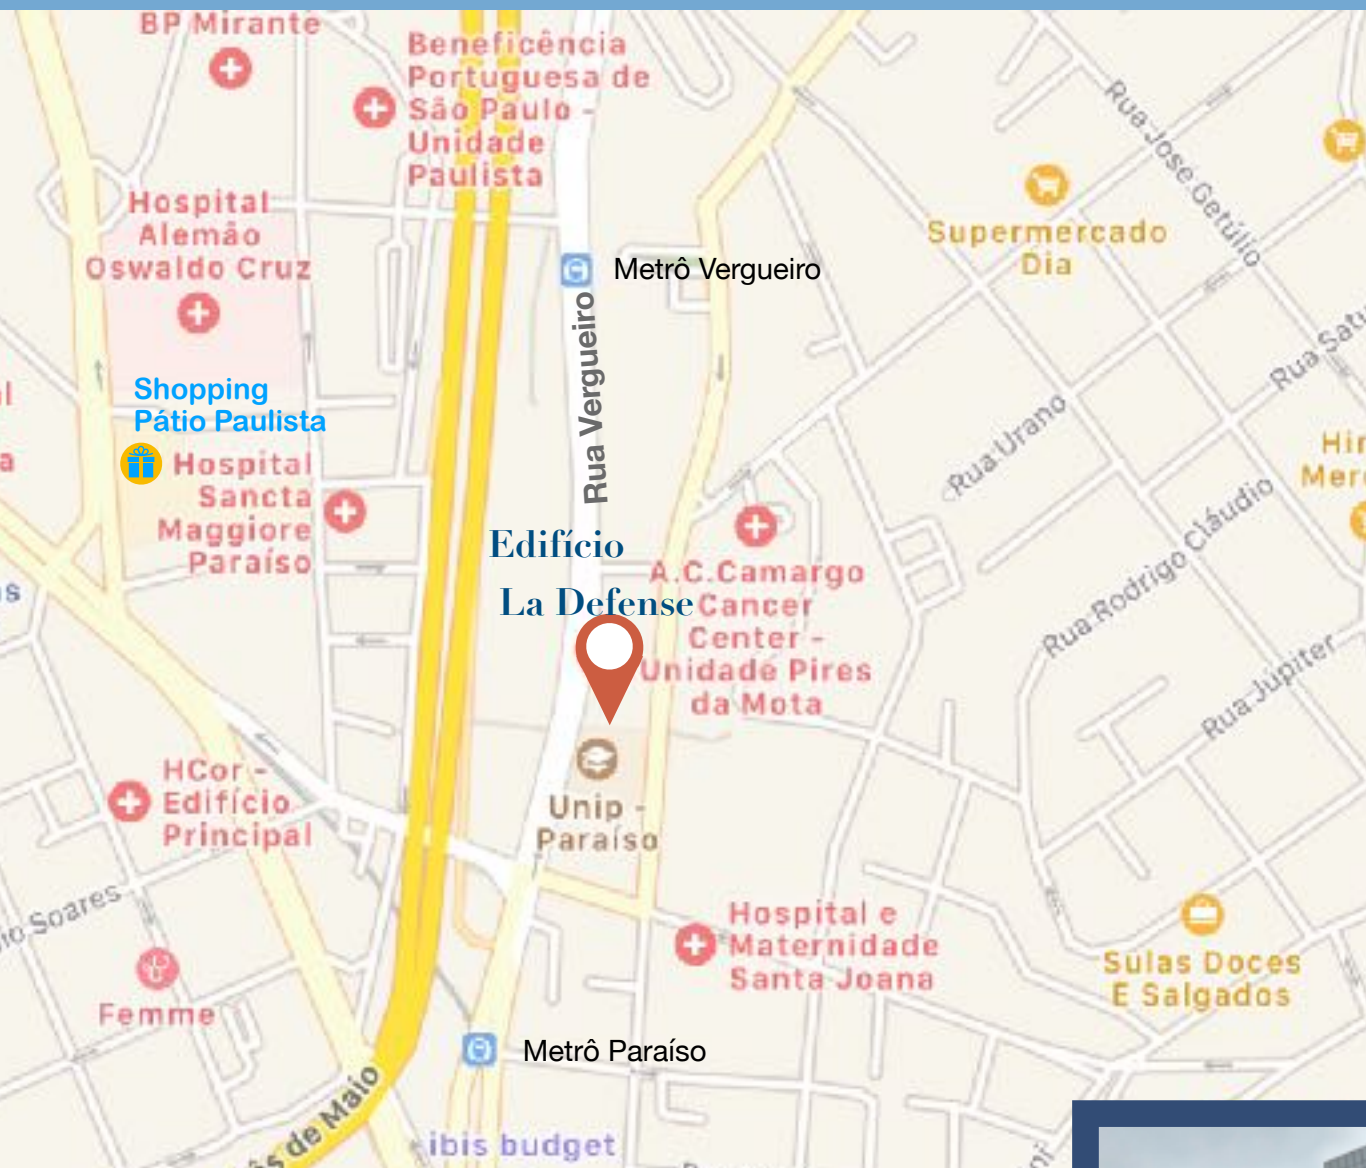 BP Mirante
Beneficência
Portuguesa de
São Paulo -
Unidade
Paulista
Hospital
Alemão
Oswaldo Cruz
Metrô Vergueiro
Supermercado
Dia
Rua José Getúlio
Shopping
Pátio Paulista
Hospital
Sancta
Maggiore
Paraíso
Rua Vergueiro
Rua Urano
Rua Rodrigo Cláudio
Rua Júpiter
Edifício
La Defense
A.C.Camargo
Cancer
Center -
Unidade Pires
da Mota
HCor -
Edifício
Principal
Unip -
Paraíso
Soares
Femme
Hospital e
Maternidade
Santa Joana
Sulas Doces
E Salgados
Metrô Paraíso
de Maio
ibis budget